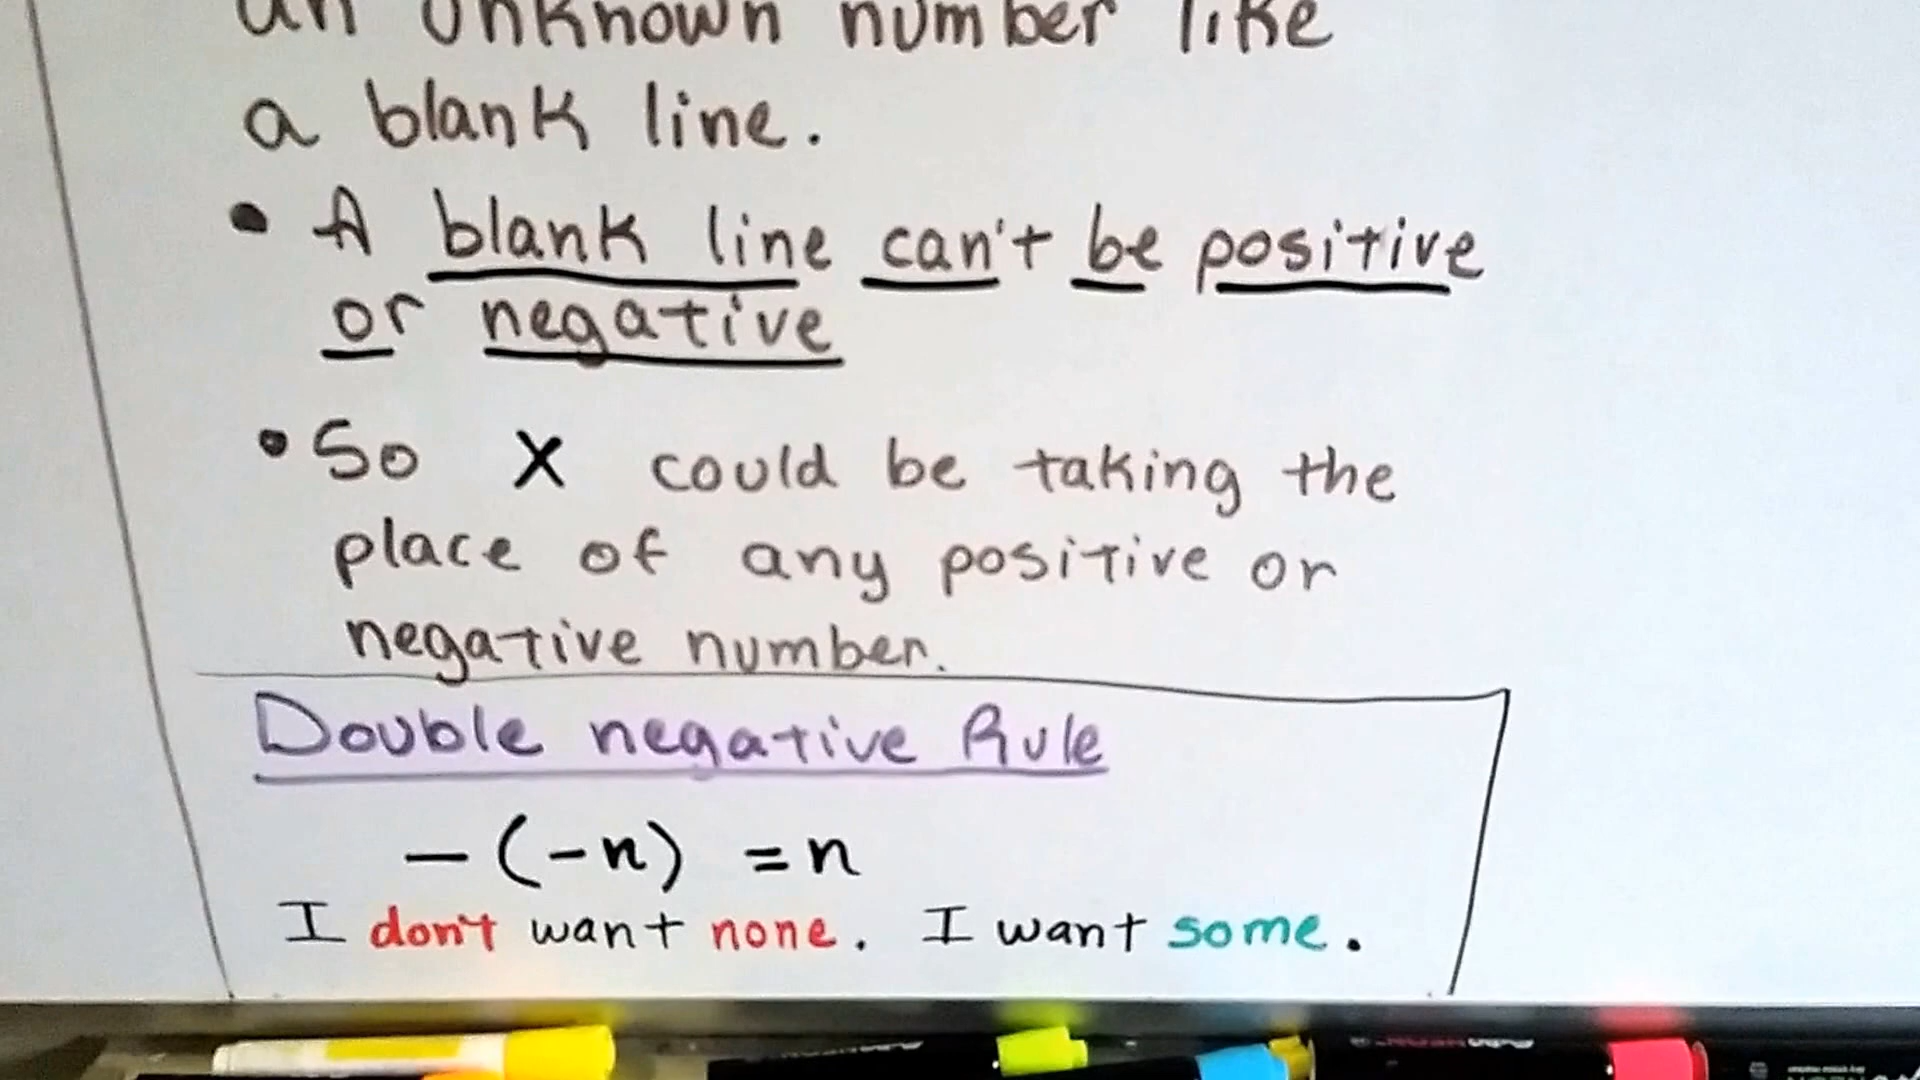 an unknown number like
a blank line.
• A blank line can't be positive
or negative
• So X could be taking the
place of any positive or
negative number.
Double negative Rule
-(-n) = n
I don't want none. I want some.